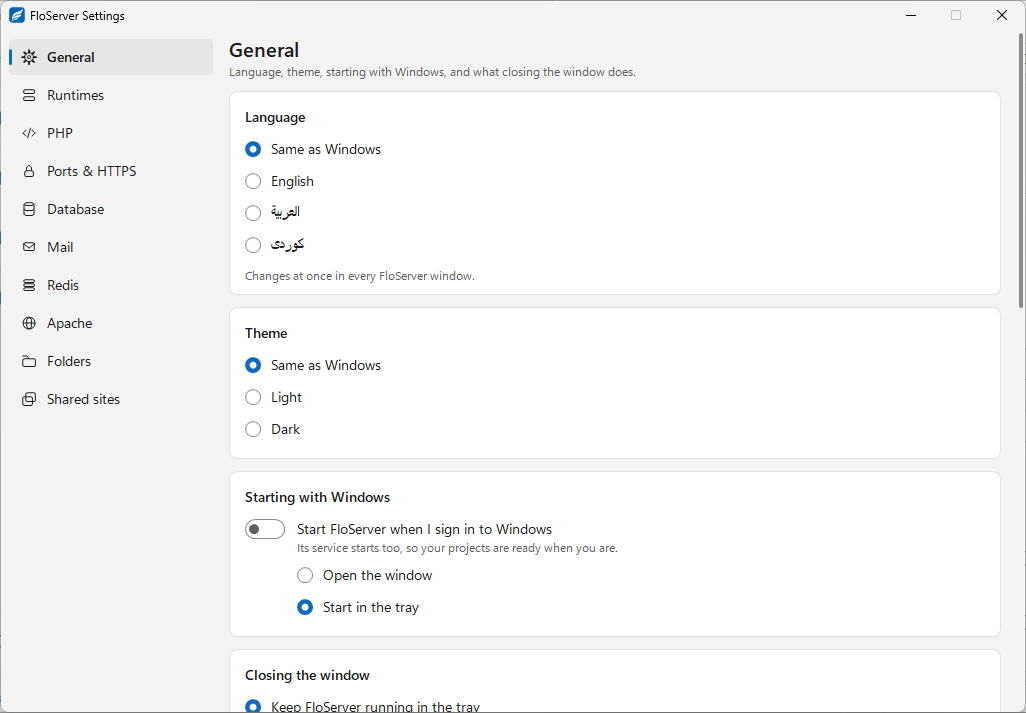 FloServer Settings
General
Runtimes
PHP
Ports & HTTPS
Database
Mail
Redis
Apache
Folders
Shared sites
General
Language, theme, starting with Windows, and what closing the window does.
Language
Same as Windows
English
العربية
کوردی
Changes at once in every FloServer window.
Theme
Same as Windows
Light
Dark
Starting with Windows
Start FloServer when I sign in to Windows
Its service starts too, so your projects are ready when you are.
Open the window
Start in the tray
Closing the window
Keep FloServer running in the tray